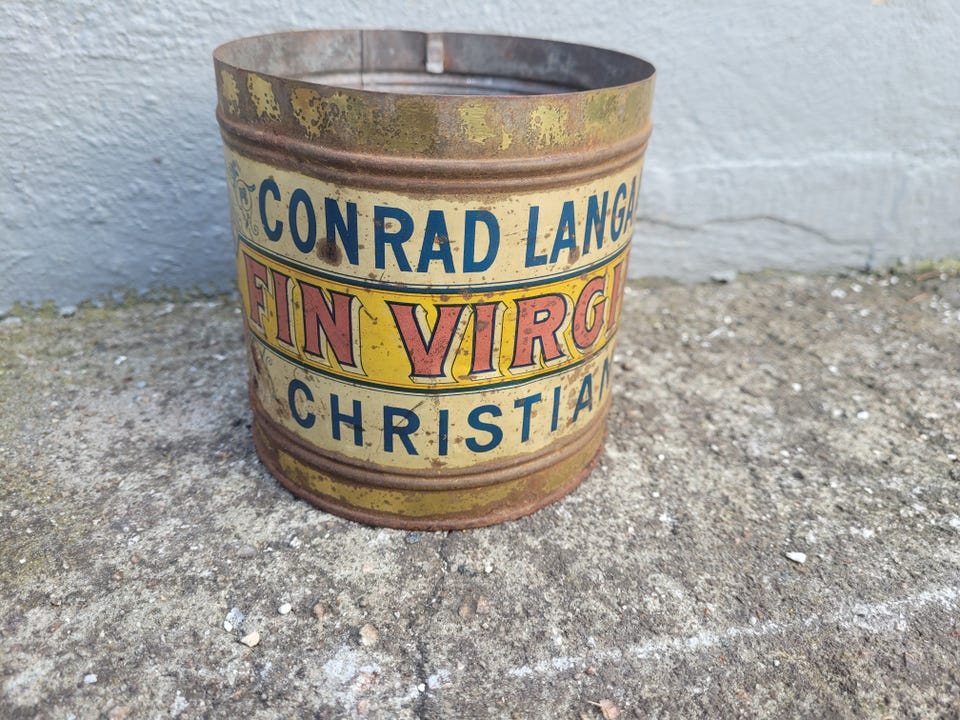 CONRAD LANGA
FIN VIRGI
CHRISTIAN